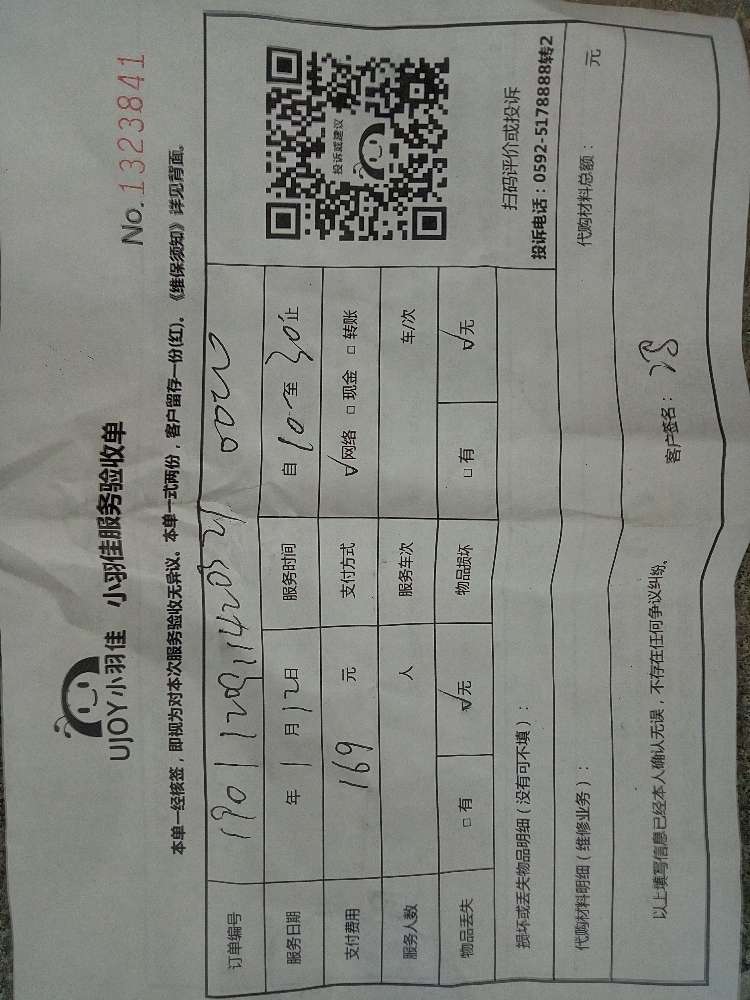 UJOY小羽佳 小羽佳服务验收单
No.1323841
本单一经核签，即视为对本次服务验收无异议。本单一式两份，客户留存一份(红)。《维保须知》详见背面。
订单编号
服务日期 年 1 月 12 日 服务时间 自 10 至 30 止
支付费用 169 元 支付方式 ☑网络 □ 现金 □ 转账
服务人数 人 服务车次 车/次
物品丢失 □ 有 ☑无 物品损坏 □ 有 ☑无
投诉或建议
扫码评价或投诉
投诉电话：0592-5178888转2
损坏或丢失物品明细（没有可不填）：
代购材料明细（维修业务）： 代购材料总额： 元
以上填写信息已经本人确认无误，不存在任何争议纠纷。
客户签名：